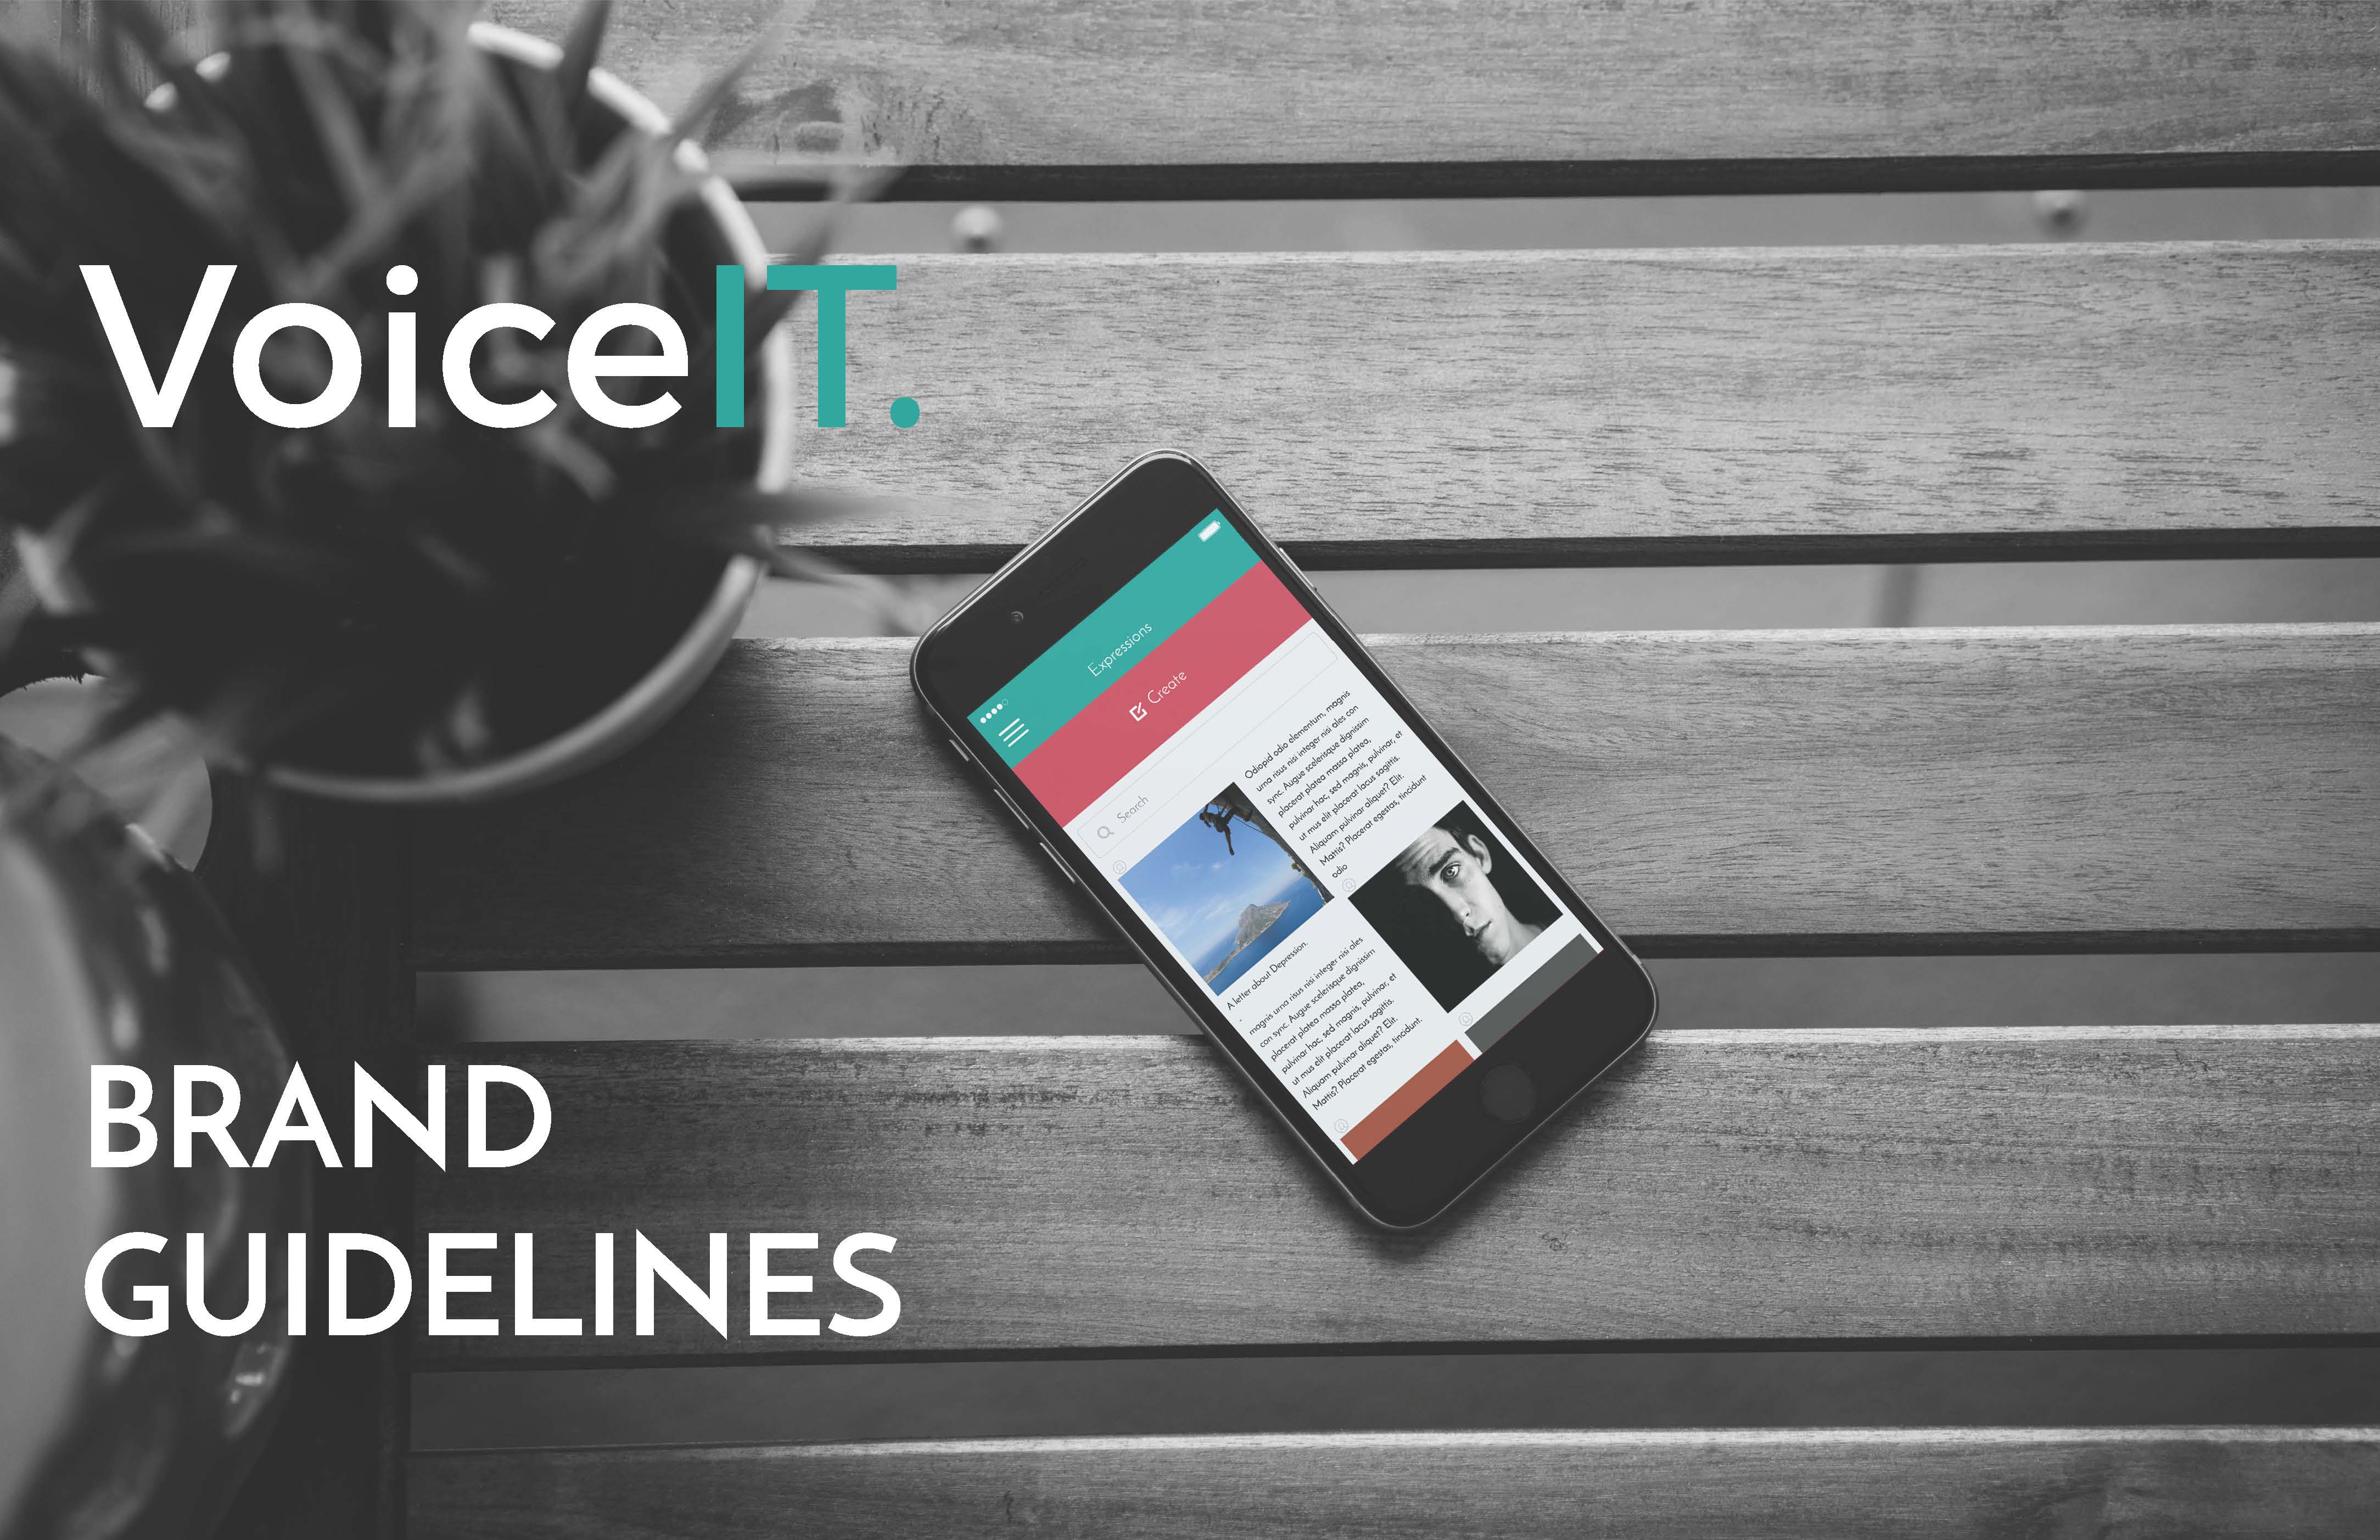 VoiceIT.
Expressions
Create
Search
Odiopid odio elementum, magnis
urna risus nisi integer nisi ales con
sync. Augue scelerisque dignissim
placerat platea massa platea,
pulvinar hac, sed magnis, pulvinar, et
ut mus elit placerat lacus sagittis.
Aliquam pulvinar aliquet? Elit.
Mattis? Placerat egestas, tincidunt
odio
A letter about Depression.
magnis urna risus nisi integer nisi ales
con sync. Augue scelerisque dignissim
placerat platea massa platea,
pulvinar hac, sed magnis, pulvinar, et
ut mus elit placerat lacus sagittis.
Aliquam pulvinar aliquet? Elit.
Mattis? Placerat egestas, tincidunt.
BRAND
GUIDELINES